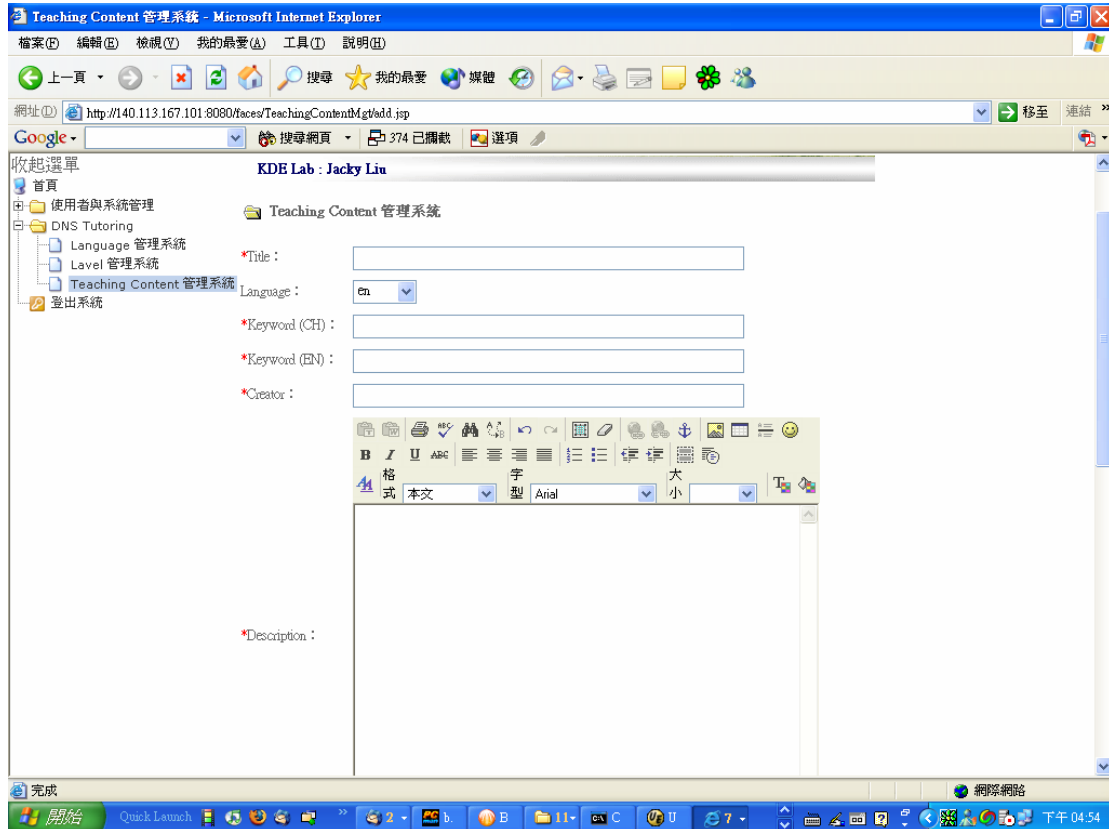 Teaching Content 管理系統 - Microsoft Internet Explorer
檔案(F) 編輯(E) 檢視(V) 我的最愛(A) 工具(T) 說明(H)
上一頁 搜尋 我的最愛 媒體
網址(D) http://140.113.167.101:8080/faces/TeachingContentMgt/add.jsp 移至 連結 »
Google 搜尋網頁 374 已攔截 選項
收起選單
KDE Lab : Jacky Liu
首頁
使用者與系統管理
Teaching Content 管理系統
DNS Tutoring
Language 管理系統
Lavel 管理系統
Teaching Content 管理系統
登出系統
*Title：
Language： en
*Keyword (CH)：
*Keyword (EN)：
*Creator：
B I U ABC
格式 本文 字型 Arial 大小
*Description：
完成 網際網路
開始 Quick Launch » 2 b. B 11 C U 7 下午 04:54